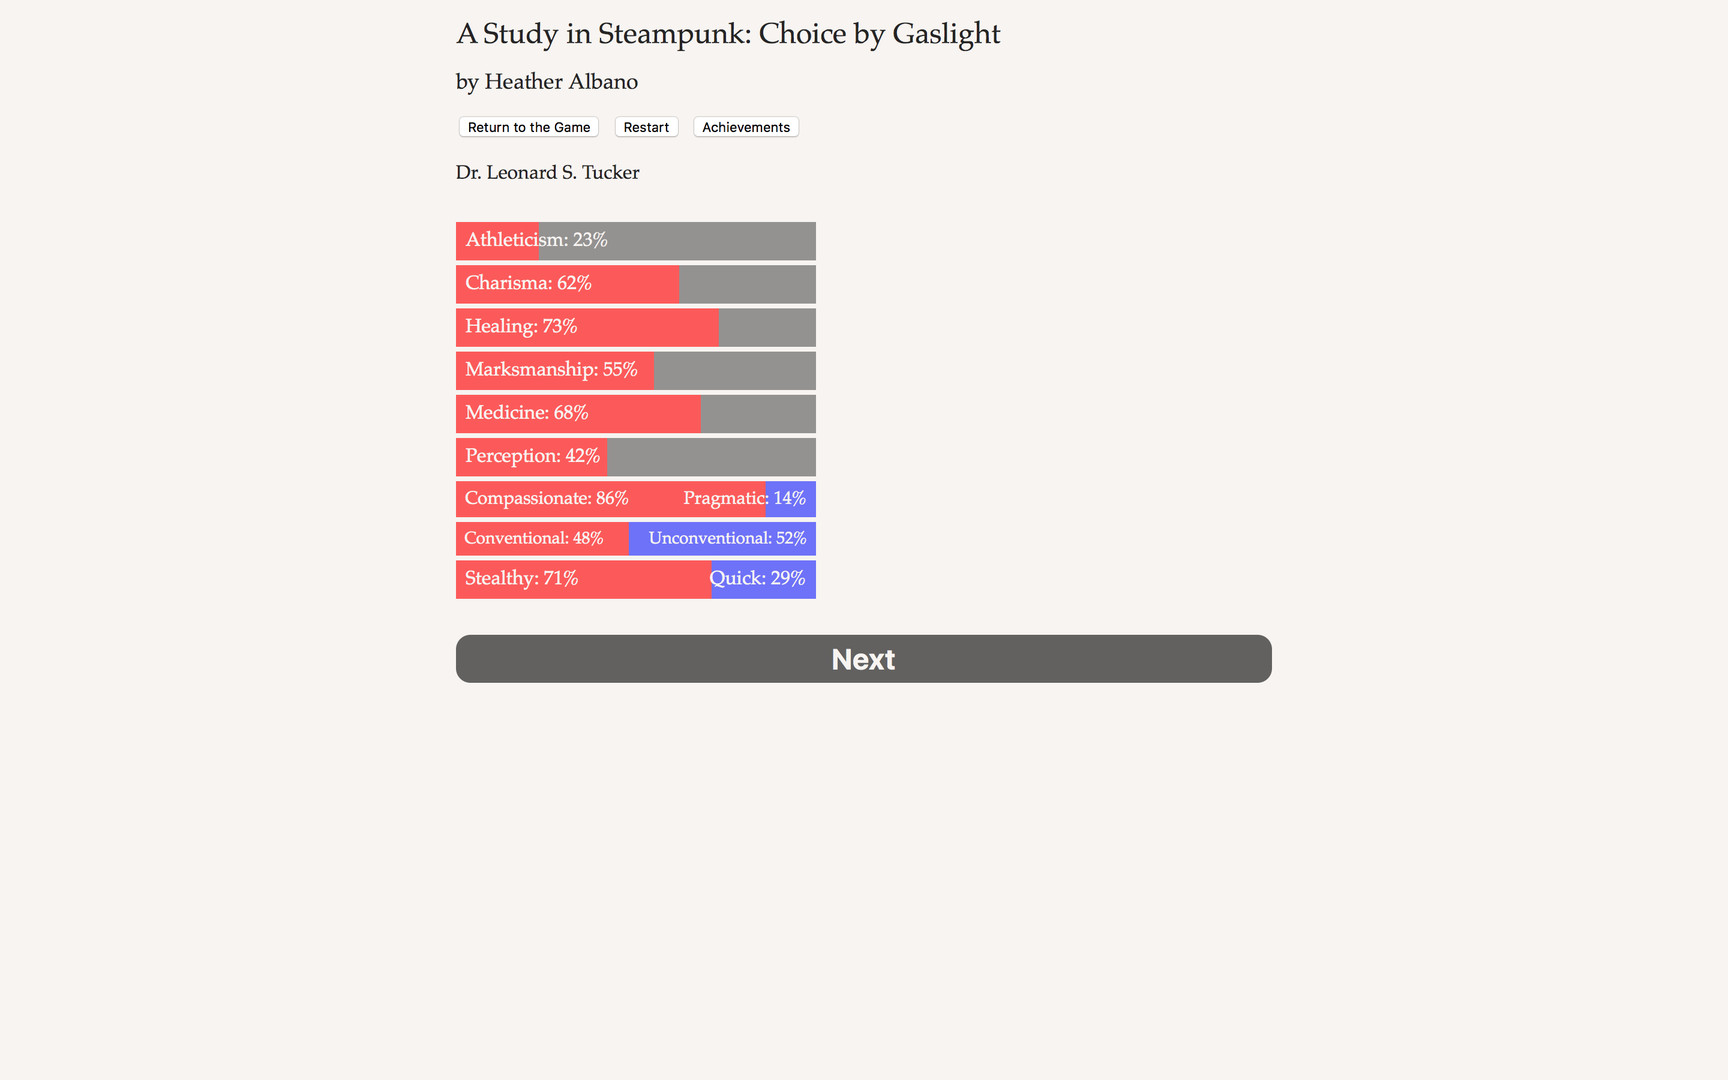 A Study in Steampunk: Choice by Gaslight
by Heather Albano
Return to the Game Restart Achievements
Dr. Leonard S. Tucker
Athleticism: 23%
Charisma: 62%
Healing: 73%
Marksmanship: 55%
Medicine: 68%
Perception: 42%
Compassionate: 86% Pragmatic: 14%
Conventional: 48% Unconventional: 52%
Stealthy: 71% Quick: 29%
Next